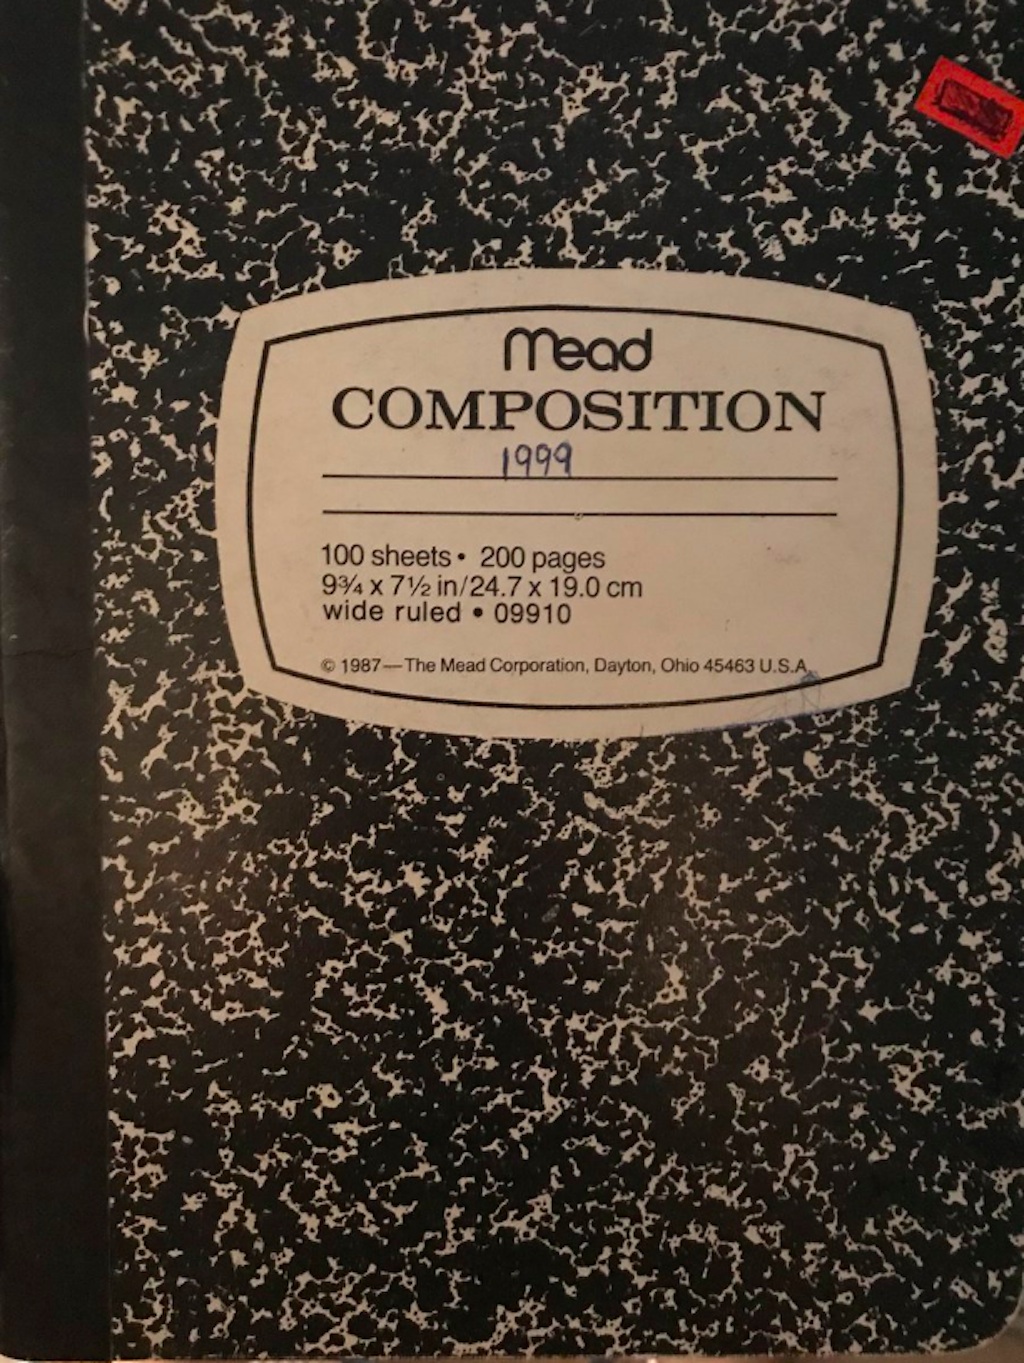 Mead
COMPOSITION
1999
100 sheets • 200 pages
9¾ x 7½ in/24.7 x 19.0 cm
wide ruled • 09910
© 1987—The Mead Corporation, Dayton, Ohio 45463 U.S.A.